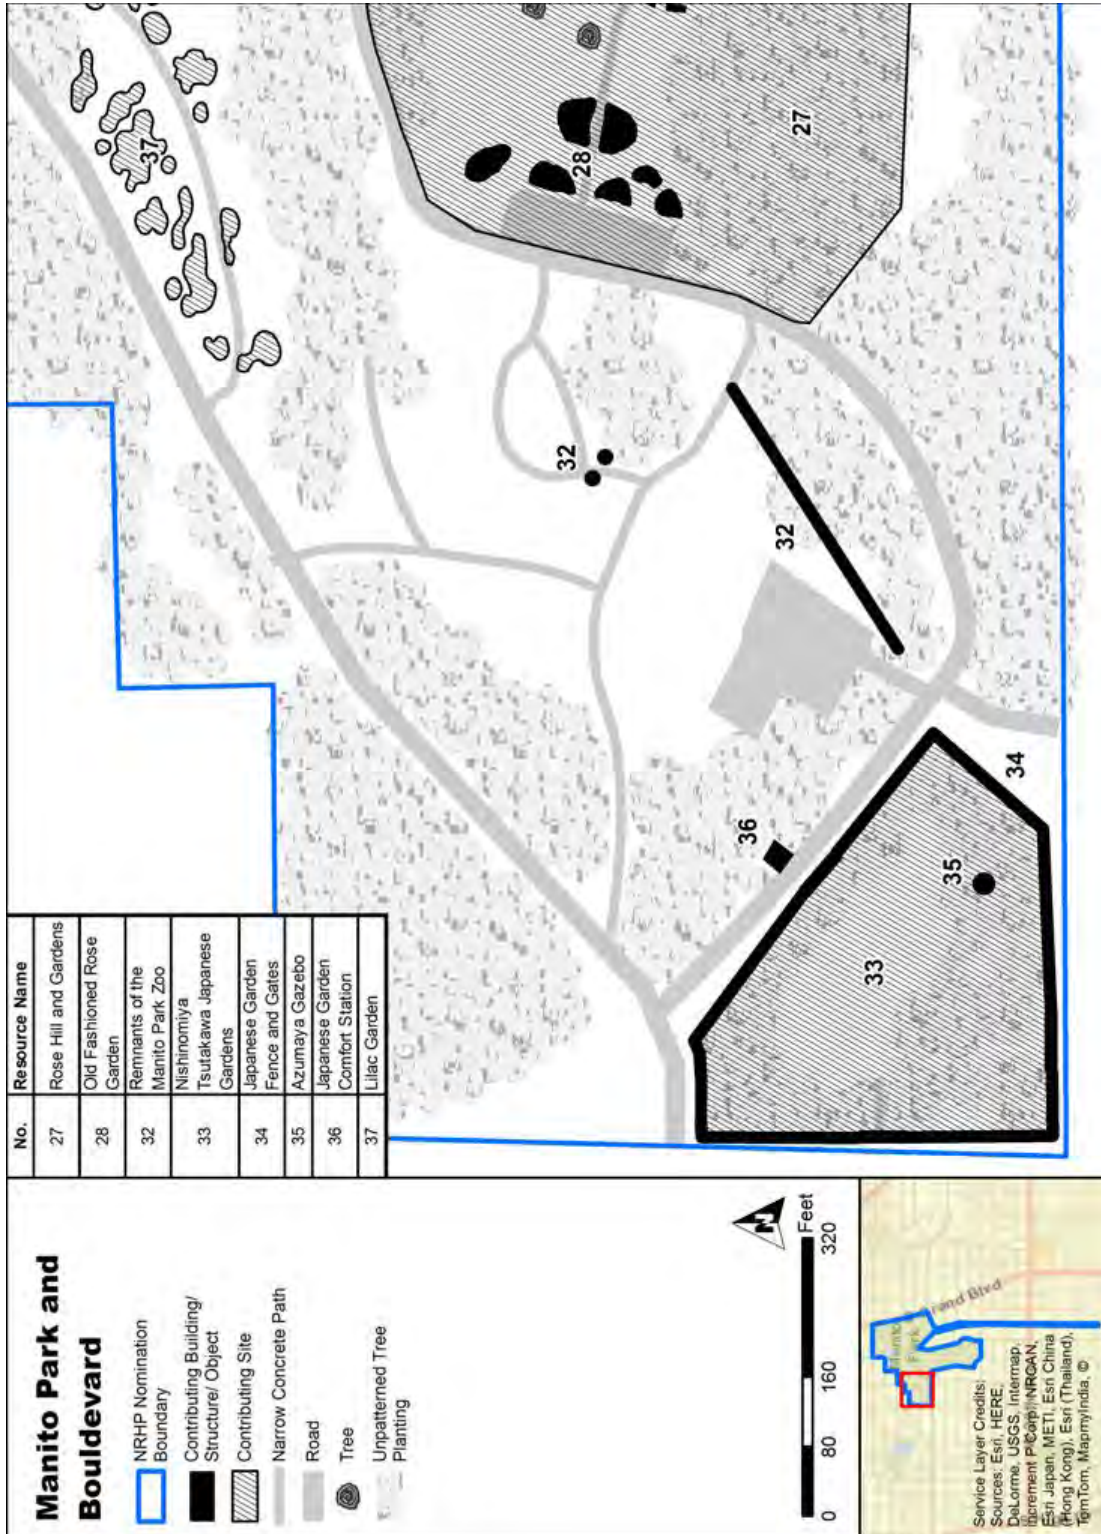 Manito Park and
Bouldevard
NRHP Nomination
Boundary
Contributing Building/
Structure/ Object
Contributing Site
Narrow Concrete Path
Road
Tree
Unpatterned Tree
Planting
N
0 80 160 320
Feet
Service Layer Credits:
Sources: Esri, HERE,
DeLorme, USGS, Intermap,
increment P Corp., NRCAN,
Esri Japan, METI, Esri China
(Hong Kong), Esri (Thailand),
TomTom, MapmyIndia, ©
Grand Blvd
Park
No. Resource Name
27 Rose Hill and Gardens
28 Old Fashioned Rose
Garden
32 Remnants of the
Manito Park Zoo
33 Nishinomiya
Tsutakawa Japanese
Gardens
34 Japanese Garden
Fence and Gates
35 Azumaya Gazebo
36 Japanese Garden
Comfort Station
37 Lilac Garden
37
28
27
32
32
36
34
35
33